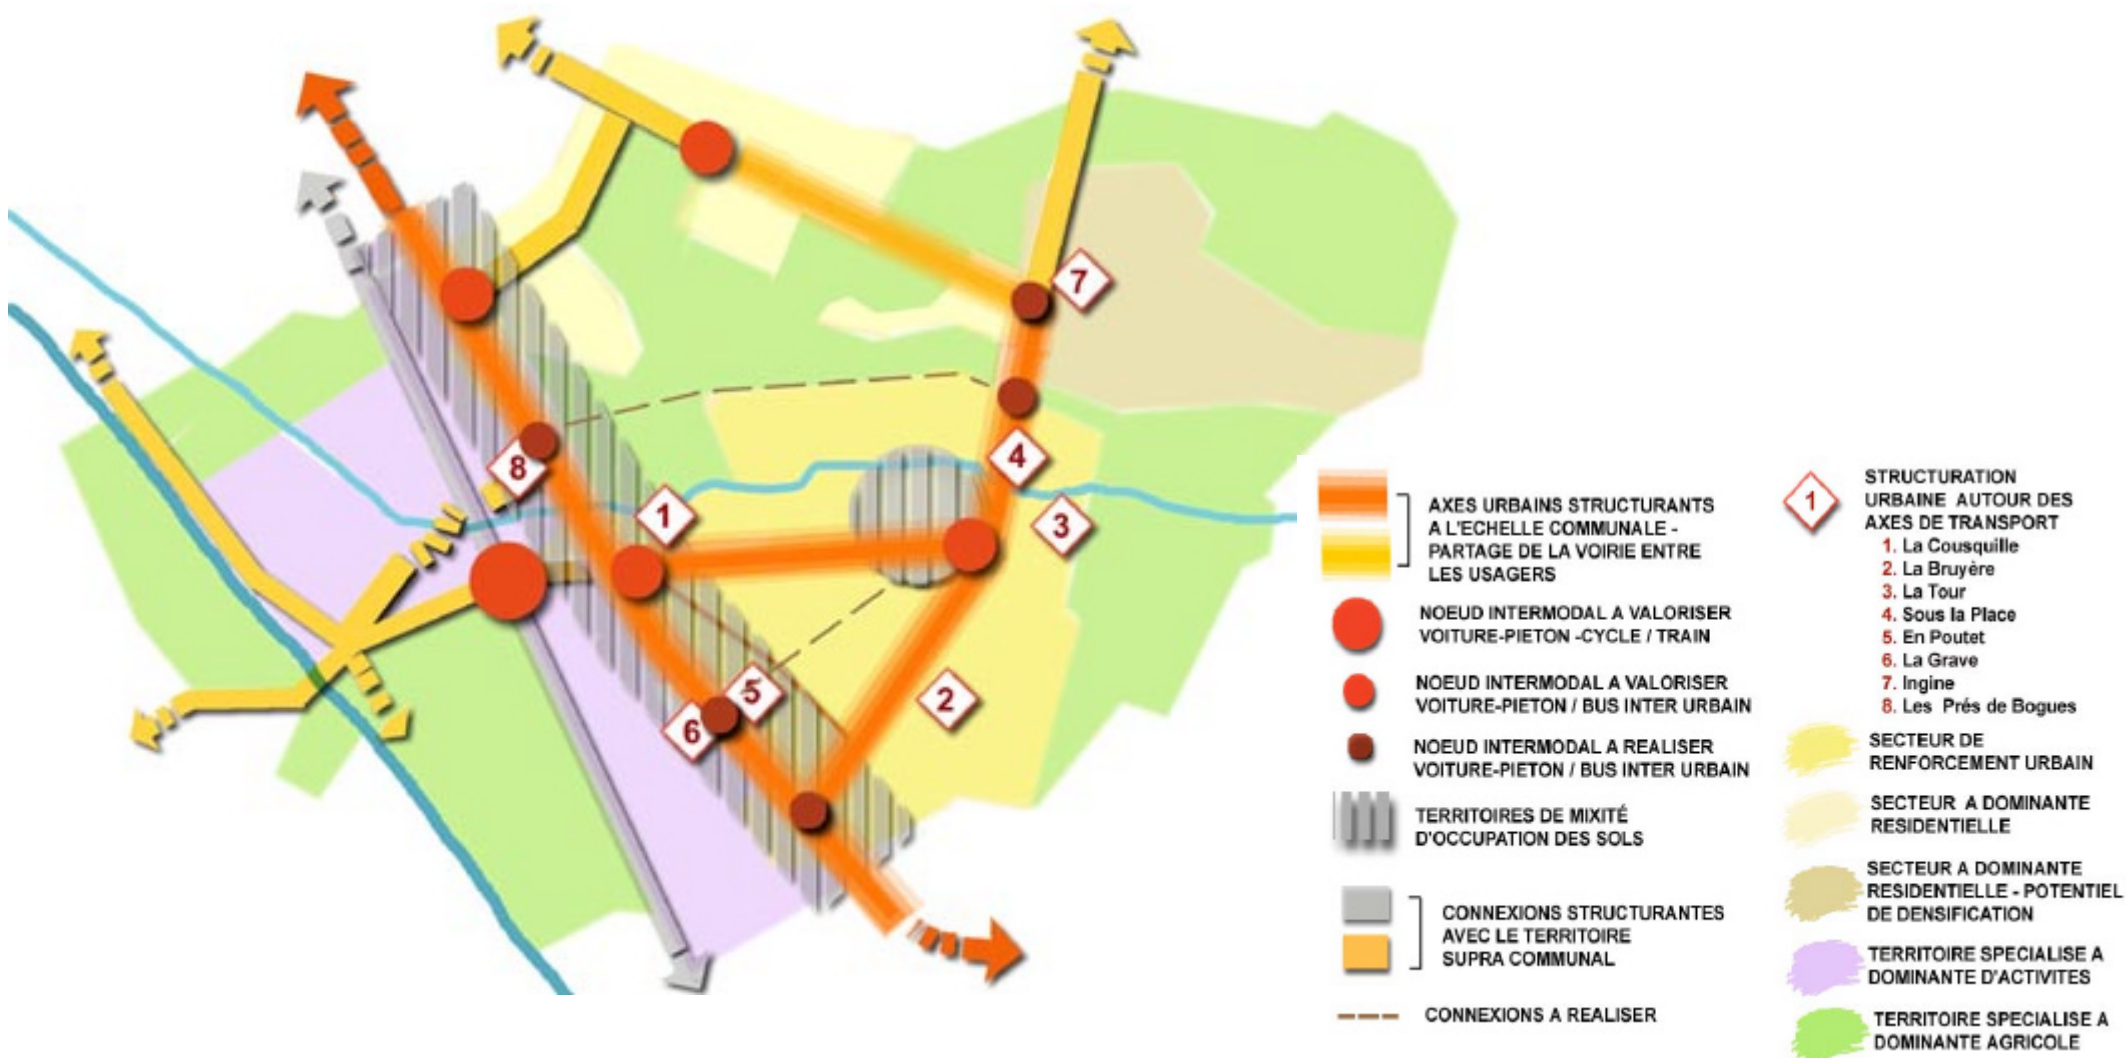 7
8
1
4
3
5
6
2
AXES URBAINS STRUCTURANTS
A L'ECHELLE COMMUNALE -
PARTAGE DE LA VOIRIE ENTRE
LES USAGERS
NOEUD INTERMODAL A VALORISER
VOITURE-PIETON -CYCLE / TRAIN
NOEUD INTERMODAL A VALORISER
VOITURE-PIETON / BUS INTER URBAIN
NOEUD INTERMODAL A REALISER
VOITURE-PIETON / BUS INTER URBAIN
TERRITOIRES DE MIXITÉ
D'OCCUPATION DES SOLS
CONNEXIONS STRUCTURANTES
AVEC LE TERRITOIRE
SUPRA COMMUNAL
CONNEXIONS A REALISER
1
STRUCTURATION
URBAINE AUTOUR DES
AXES DE TRANSPORT
1. La Cousquille
2. La Bruyère
3. La Tour
4. Sous la Place
5. En Poutet
6. La Grave
7. Ingine
8. Les Prés de Bogues
SECTEUR DE
RENFORCEMENT URBAIN
SECTEUR A DOMINANTE
RESIDENTIELLE
SECTEUR A DOMINANTE
RESIDENTIELLE - POTENTIEL
DE DENSIFICATION
TERRITOIRE SPECIALISE A
DOMINANTE D'ACTIVITES
TERRITOIRE SPECIALISE A
DOMINANTE AGRICOLE